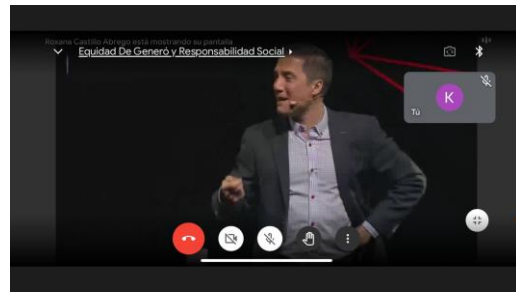 Roxana Castillo Abrego está mostrando su pantalla
Equidad De Generó y Responsabilidad Social
K
Tú